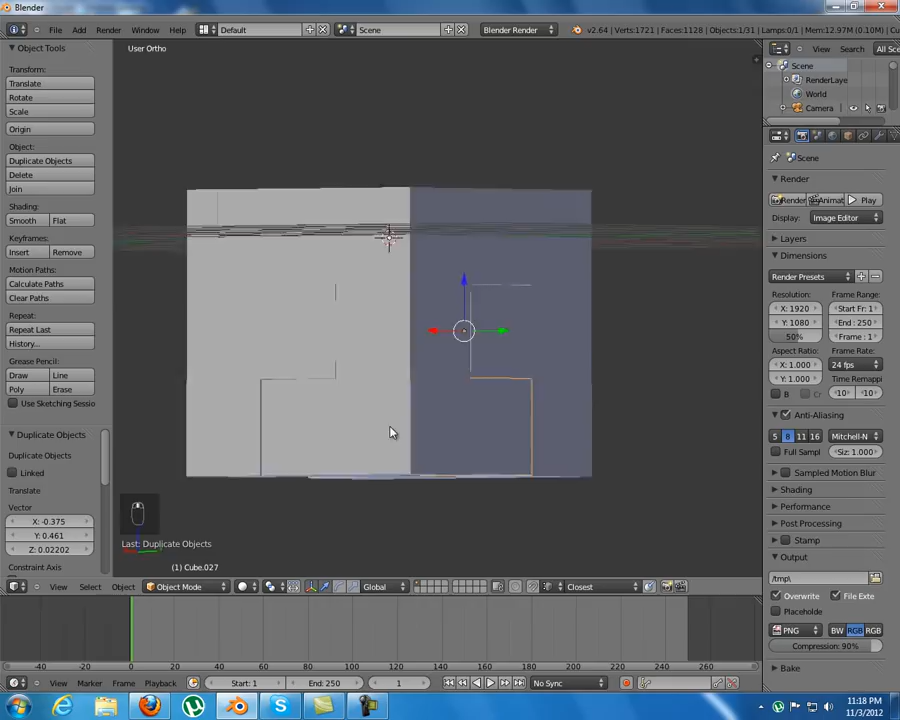 Blender
File Add Render Window Help Default Scene Blender Render v2.64 | Verts:1721 | Faces:1128 | Objects:1/31 | Lamps:0/1 | Mem:12.97M (0.10M) | Cu
Object Tools
Transform:
Translate
Rotate
Scale
Origin
Object:
Duplicate Objects
Delete
Join
Shading:
Smooth Flat
Keyframes:
Insert Remove
Motion Paths:
Calculate Paths
Clear Paths
Repeat:
Repeat Last
History...
Grease Pencil:
Draw Line
Poly Erase
Use Sketching Sessio
Duplicate Objects
Duplicate Objects
Linked
Translate
Vector
X: -0.375
Y: 0.461
Z: 0.02202
Constraint Axis
User Ortho
Last: Duplicate Objects
(1) Cube.027
View Search All Sce
Scene
RenderLaye
World
Camera
Scene
Render
Render Animat Play
Display: Image Editor
Layers
Dimensions
Render Presets
Resolution: Frame Range:
X: 1920 Start: Fr: 1
Y: 1080 End: 250
50% Frame: 1
Aspect Ratio: Frame Rate:
X: 1.000 24 fps
Y: 1.000 Time Remappi
B Cr 10 10
Anti-Aliasing
5 8 11 16 Mitchell-N
Full Sampl Siz: 1.000
Sampled Motion Blur
Shading
Performance
Post Processing
Stamp
Output
/tmp\
Overwrite File Exte
Placeholde
PNG BW RGB RGB
Compression: 90%
Bake
View Select Object Object Mode Global Closest
-40 -20 0 20 40 60 80 100 120 140 160 180 200 220 240 260
View Marker Frame Playback Start: 1 End: 250 1 No Sync
11:18 PM
11/3/2012